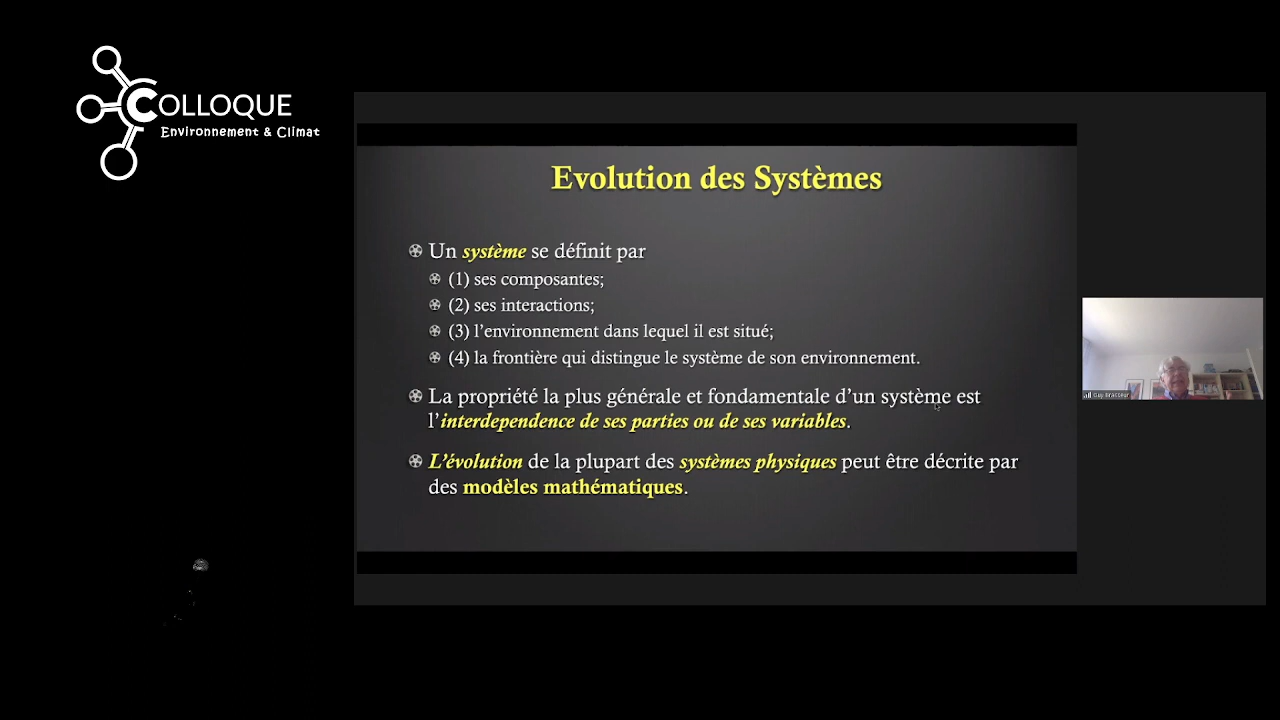 COLLOQUE
Environnement & Climat
Evolution des Systèmes
Un système se définit par
(1) ses composantes;
(2) ses interactions;
(3) l'environnement dans lequel il est situé;
(4) la frontière qui distingue le système de son environnement.
La propriété la plus générale et fondamentale d'un système est
l'interdependence de ses parties ou de ses variables.
L'évolution de la plupart des systèmes physiques peut être décrite par
des modèles mathématiques.
Guy Brasseur